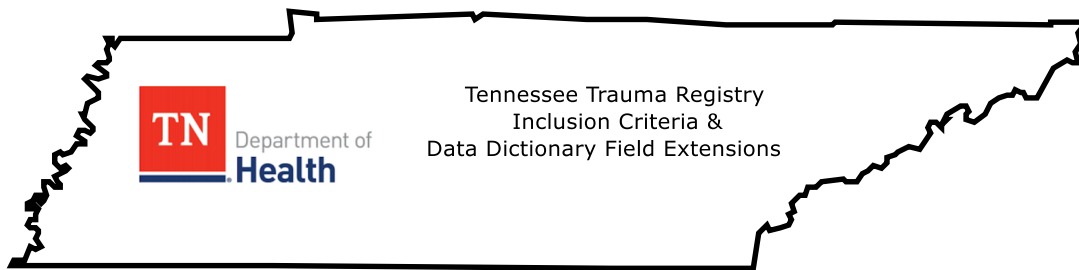 TN
Department of
Health
Tennessee Trauma Registry
Inclusion Criteria &
Data Dictionary Field Extensions